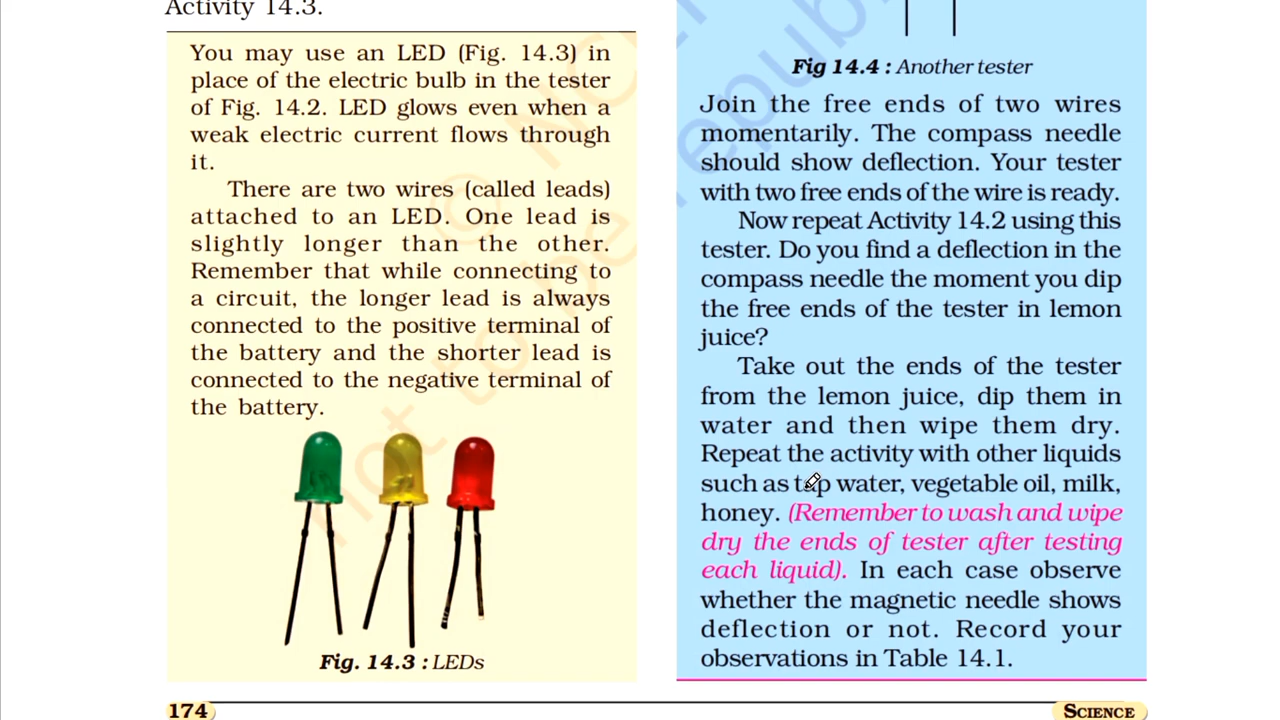 Activity 14.3.
You may use an LED (Fig. 14.3) in
place of the electric bulb in the tester
of Fig. 14.2. LED glows even when a
weak electric current flows through
it.
There are two wires (called leads)
attached to an LED. One lead is
slightly longer than the other.
Remember that while connecting to
a circuit, the longer lead is always
connected to the positive terminal of
the battery and the shorter lead is
connected to the negative terminal of
the battery.
Fig. 14.3 : LEDs
Fig 14.4 : Another tester
Join the free ends of two wires
momentarily. The compass needle
should show deflection. Your tester
with two free ends of the wire is ready.
Now repeat Activity 14.2 using this
tester. Do you find a deflection in the
compass needle the moment you dip
the free ends of the tester in lemon
juice?
Take out the ends of the tester
from the lemon juice, dip them in
water and then wipe them dry.
Repeat the activity with other liquids
such as tap water, vegetable oil, milk,
honey. (Remember to wash and wipe
dry the ends of tester after testing
each liquid). In each case observe
whether the magnetic needle shows
deflection or not. Record your
observations in Table 14.1.
174
SCIENCE
© NC
not to be republ